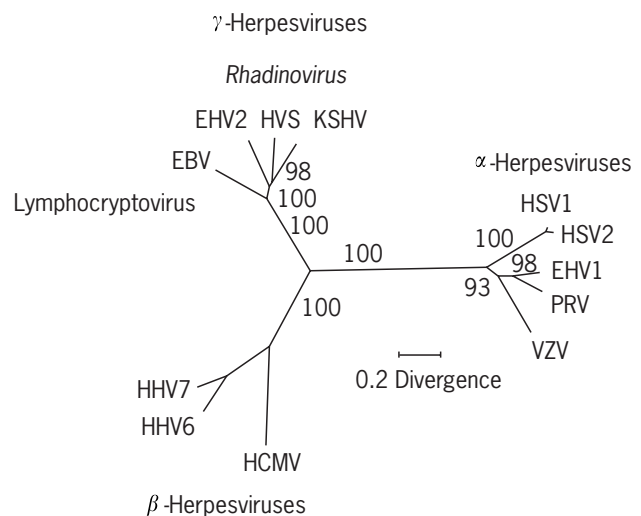 γ-Herpesviruses
Rhadinovirus
EHV2 HVS KSHV
EBV
98
100
100
Lymphocryptovirus
α-Herpesviruses
HSV1
100
HSV2
98
EHV1
93
PRV
VZV
100
100
0.2 Divergence
HHV7
HHV6
HCMV
β-Herpesviruses